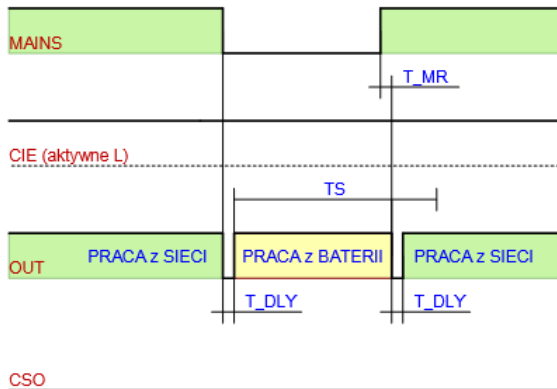 MAINS
T_MR
CIE (aktywne L)
TS
OUT PRACA z SIECI PRACA z BATERII PRACA z SIECI
T_DLY T_DLY
CSO